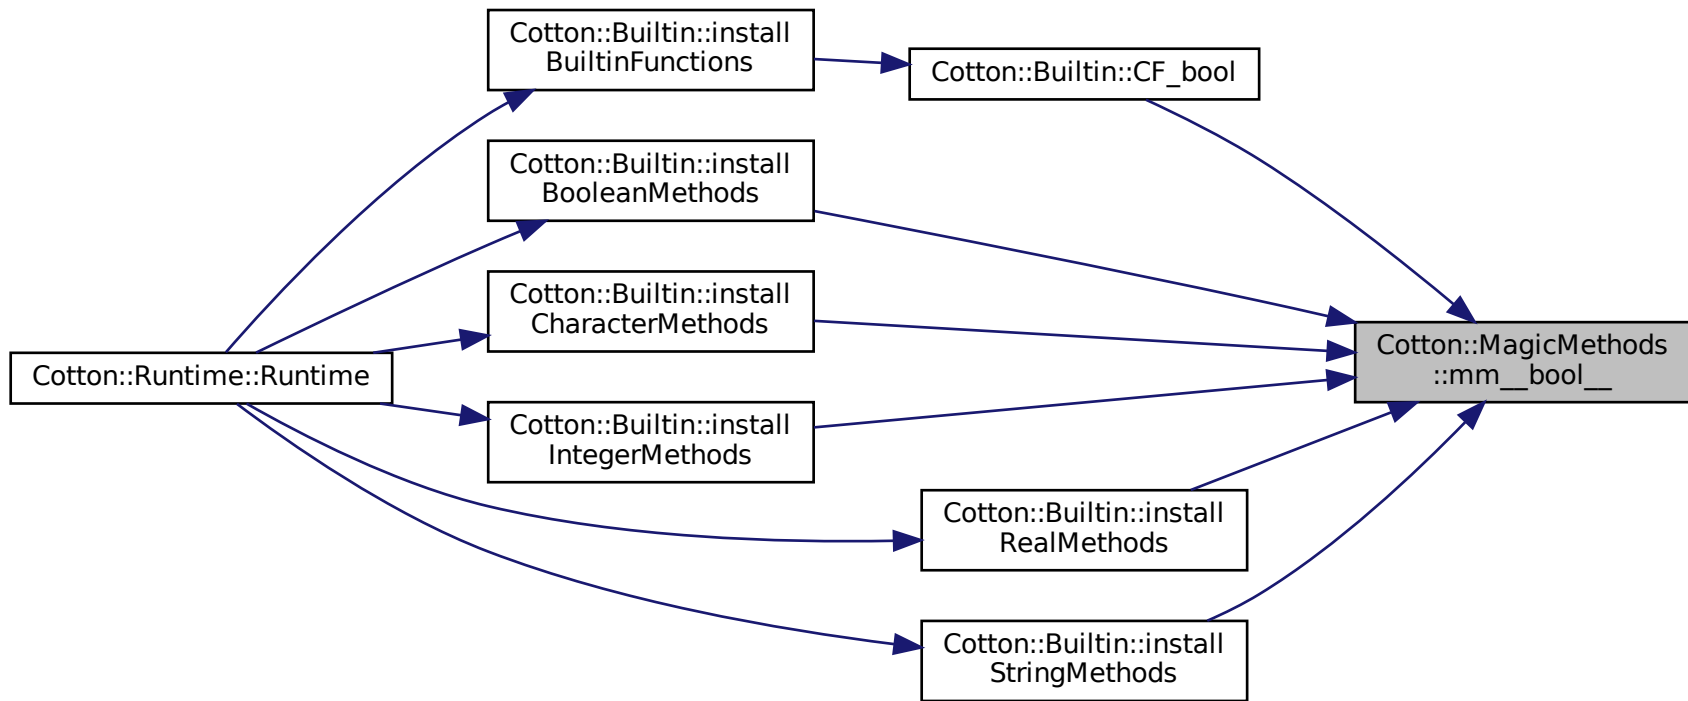 Cotton::Builtin::install
BuiltinFunctions
Cotton::Builtin::CF_bool
Cotton::Builtin::install
BooleanMethods
Cotton::Builtin::install
CharacterMethods
Cotton::MagicMethods
::mm__bool__
Cotton::Runtime::Runtime
Cotton::Builtin::install
IntegerMethods
Cotton::Builtin::install
RealMethods
Cotton::Builtin::install
StringMethods